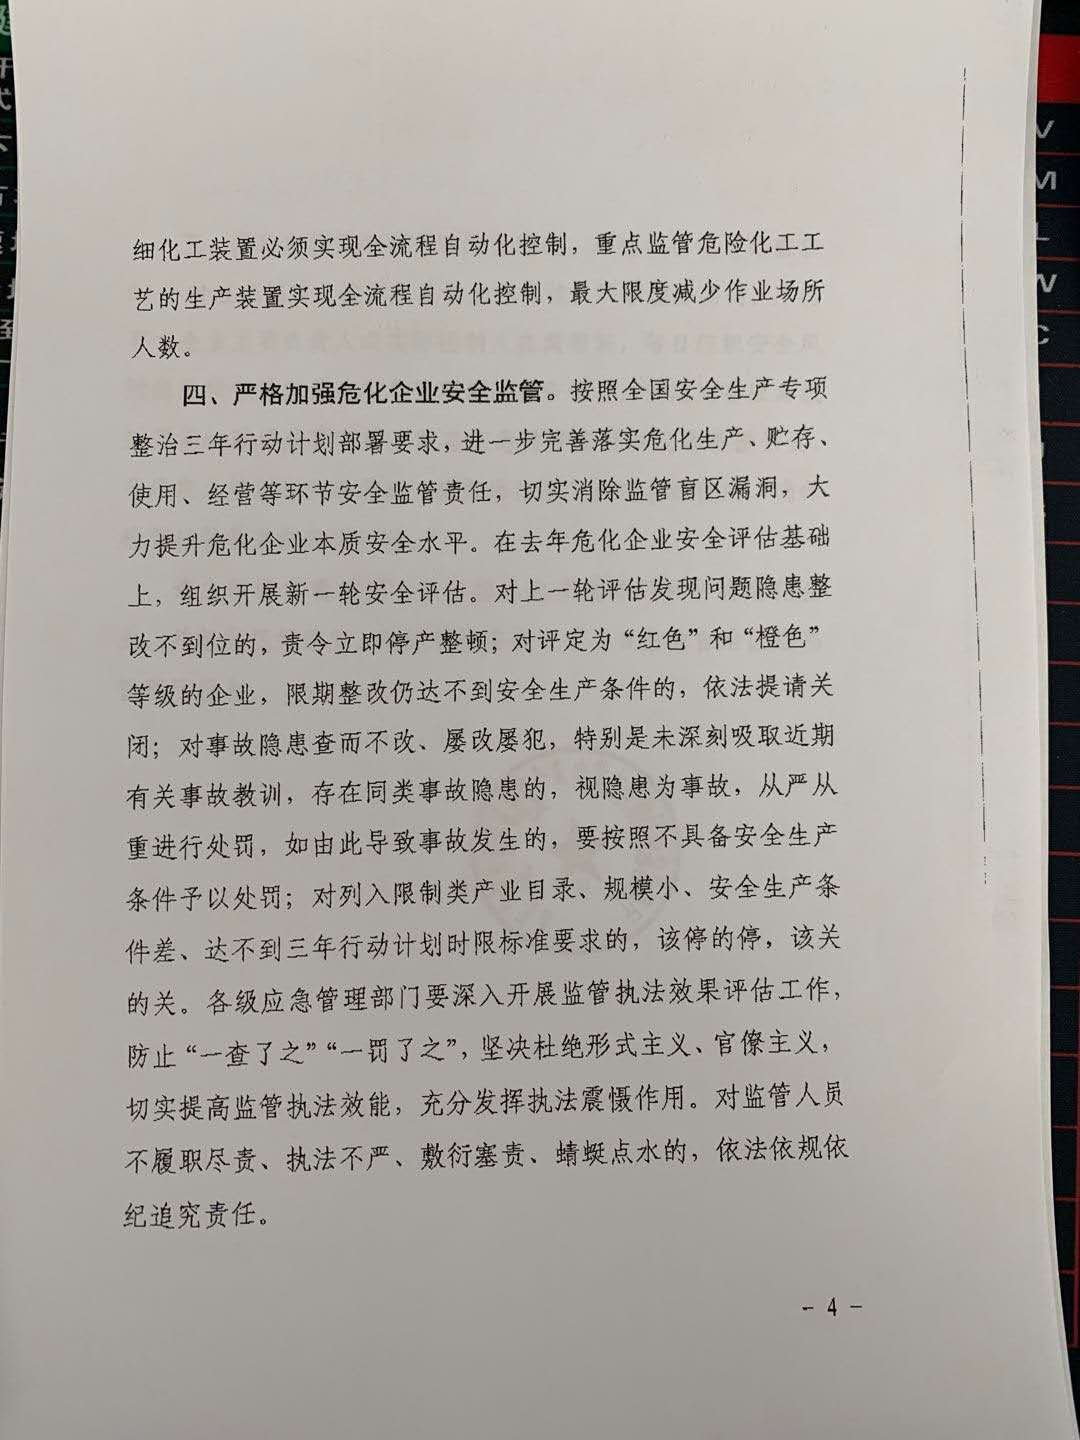 细化工装置必须实现全流程自动化控制，重点监管危险化工工
艺的生产装置实现全流程自动化控制，最大限度减少作业场所
人数。
四、严格加强危化企业安全监管。按照全国安全生产专项
整治三年行动计划部署要求，进一步完善落实危化生产、贮存、
使用、经营等环节安全监管责任，切实消除监管盲区漏洞，大
力提升危化企业本质安全水平。在去年危化企业安全评估基础
上，组织开展新一轮安全评估。对上一轮评估发现问题隐患整
改不到位的，责令立即停产整顿；对评定为“红色”和“橙色”
等级的企业，限期整改仍达不到安全生产条件的，依法提请关
闭；对事故隐患查而不改、屡改屡犯，特别是未深刻吸取近期
有关事故教训，存在同类事故隐患的，视隐患为事故，从严从
重进行处罚，如由此导致事故发生的，要按照不具备安全生产
条件予以处罚；对列入限制类产业目录、规模小、安全生产条
件差、达不到三年行动计划时限标准要求的，该停的停，该关
的关。各级应急管理部门要深入开展监管执法效果评估工作，
防止“一查了之”“一罚了之”，坚决杜绝形式主义、官僚主义，
切实提高监管执法效能，充分发挥执法震慑作用。对监管人员
不履职尽责、执法不严、敷衍塞责、蜻蜓点水的，依法依规依
纪追究责任。
- 4 -
V
M
L
W
C